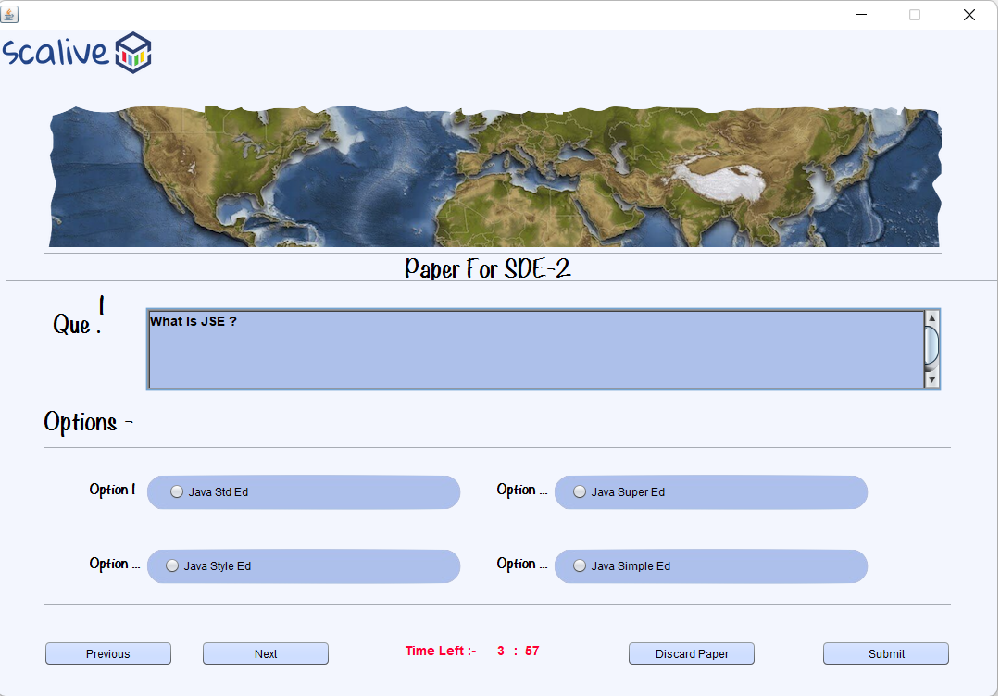 scalive
Paper For SDE-2
1
Que .
What Is JSE ?
Options -
Option 1 Java Std Ed Option ... Java Super Ed
Option ... Java Style Ed Option ... Java Simple Ed
Previous Next Time Left :- 3 : 57 Discard Paper Submit